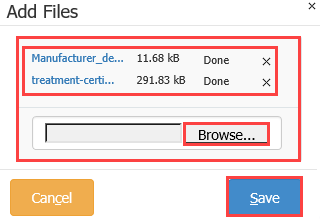 Add Files ×
Manufacturer_de... 11.68 kB Done ×
treatment-certi... 291.83 kB Done ×
Browse...
Cancel Save